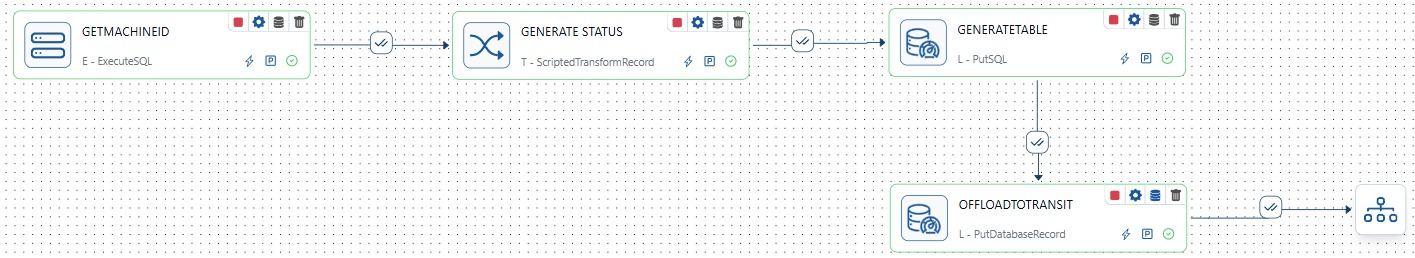 GETMACHINEID
E - ExecuteSQL
P
GENERATE STATUS
T - ScriptedTransformRecord
P
GENERATETABLE
L - PutSQL
P
OFFLOADTOTRANSIT
L - PutDatabaseRecord
P